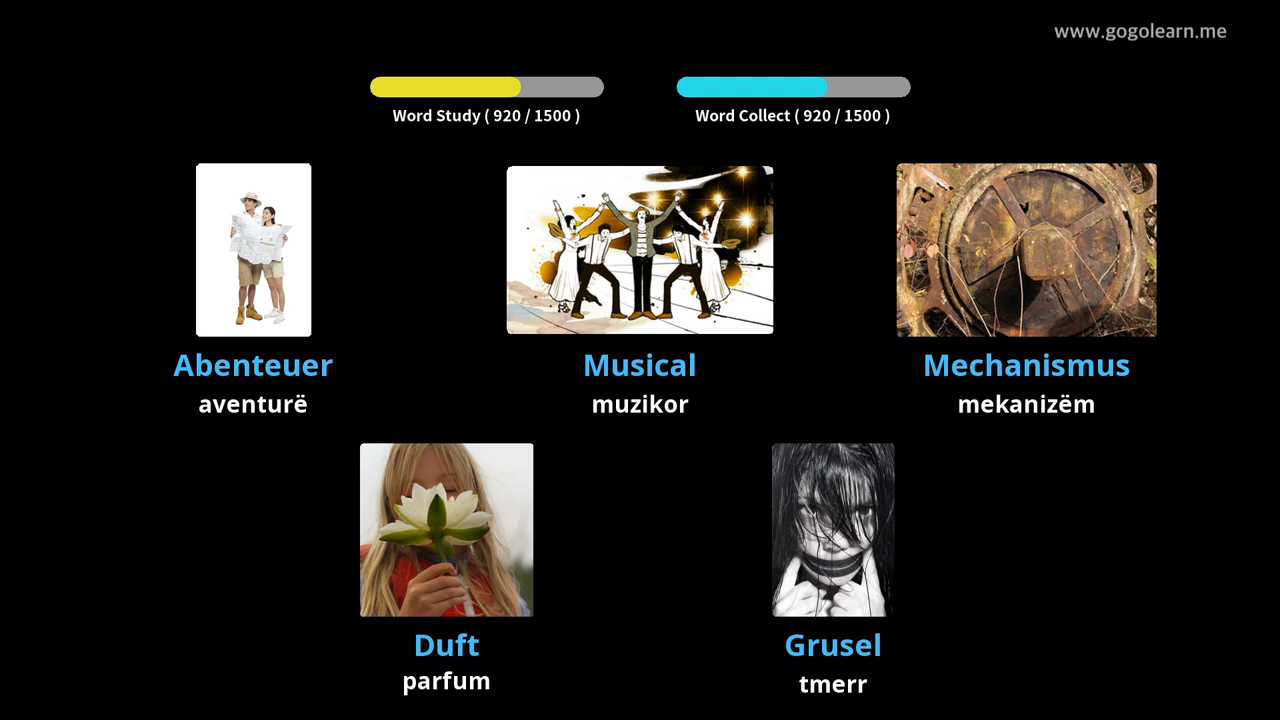 www.gogolearn.me
Word Study ( 920 / 1500 )
Word Collect ( 920 / 1500 )
Abenteuer
aventurë
Musical
muzikor
Mechanismus
mekanizëm
Duft
parfum
Grusel
tmerr